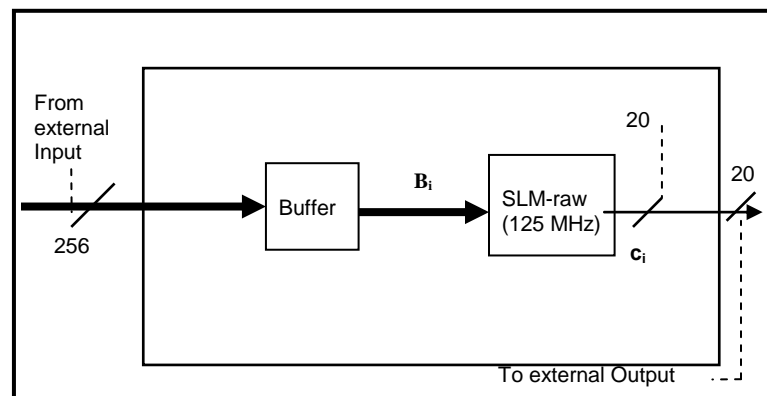 From
external
Input
256
Buffer
Bi
SLM-raw
(125 MHz)
20
ci
20
To external Output